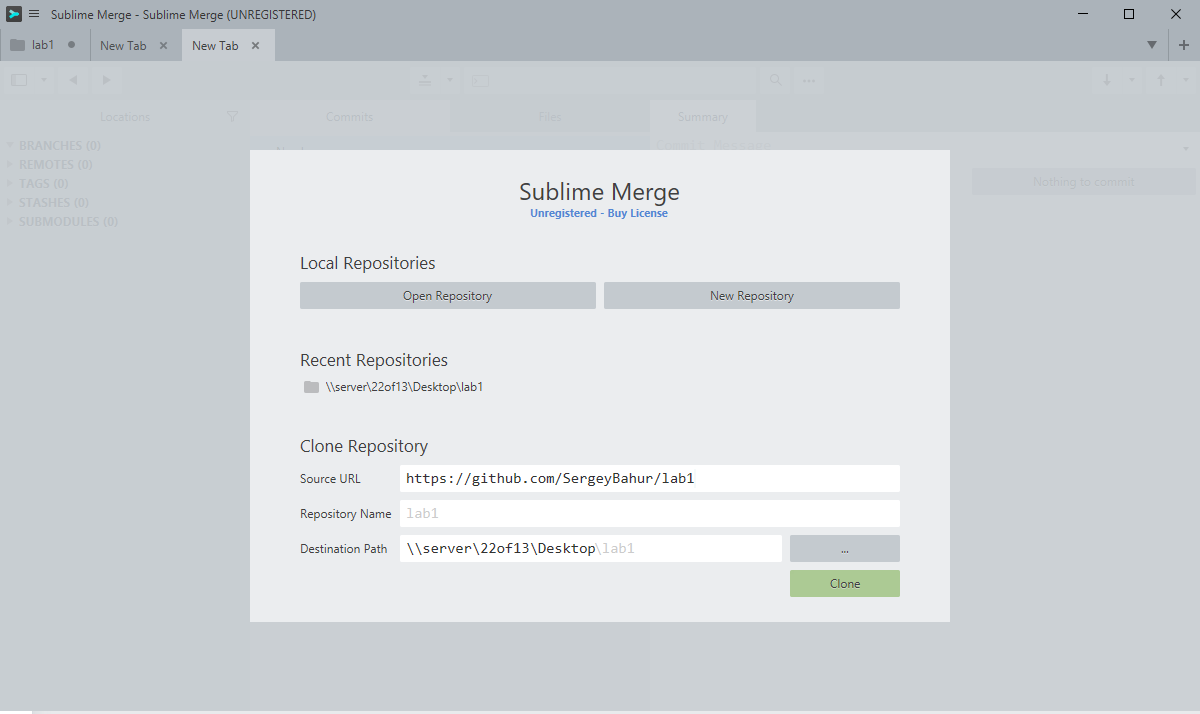 Sublime Merge - Sublime Merge (UNREGISTERED)
lab1 New Tab New Tab
Locations Commits Files Summary
BRANCHES (0)
REMOTES (0)
TAGS (0)
STASHES (0)
SUBMODULES (0)
Nothing to commit
Sublime Merge
Unregistered - Buy License
Local Repositories
Open Repository New Repository
Recent Repositories
\\server\22of13\Desktop\lab1
Clone Repository
Source URL https://github.com/SergeyBahur/lab1
Repository Name lab1
Destination Path \\server\22of13\Desktop\lab1 ...
Clone